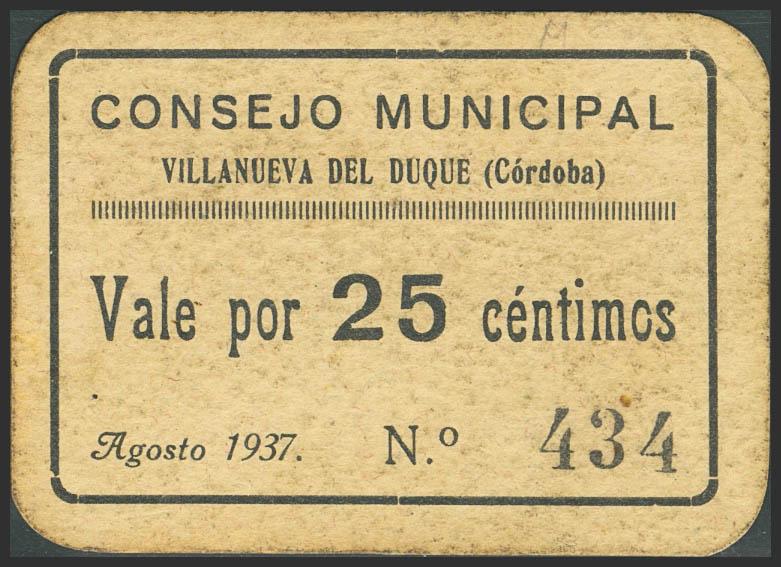 CONSEJO MUNICIPAL
VILLANUEVA DEL DUQUE (Córdoba)
Vale por 25 céntimos
Agosto 1937. N.º 434